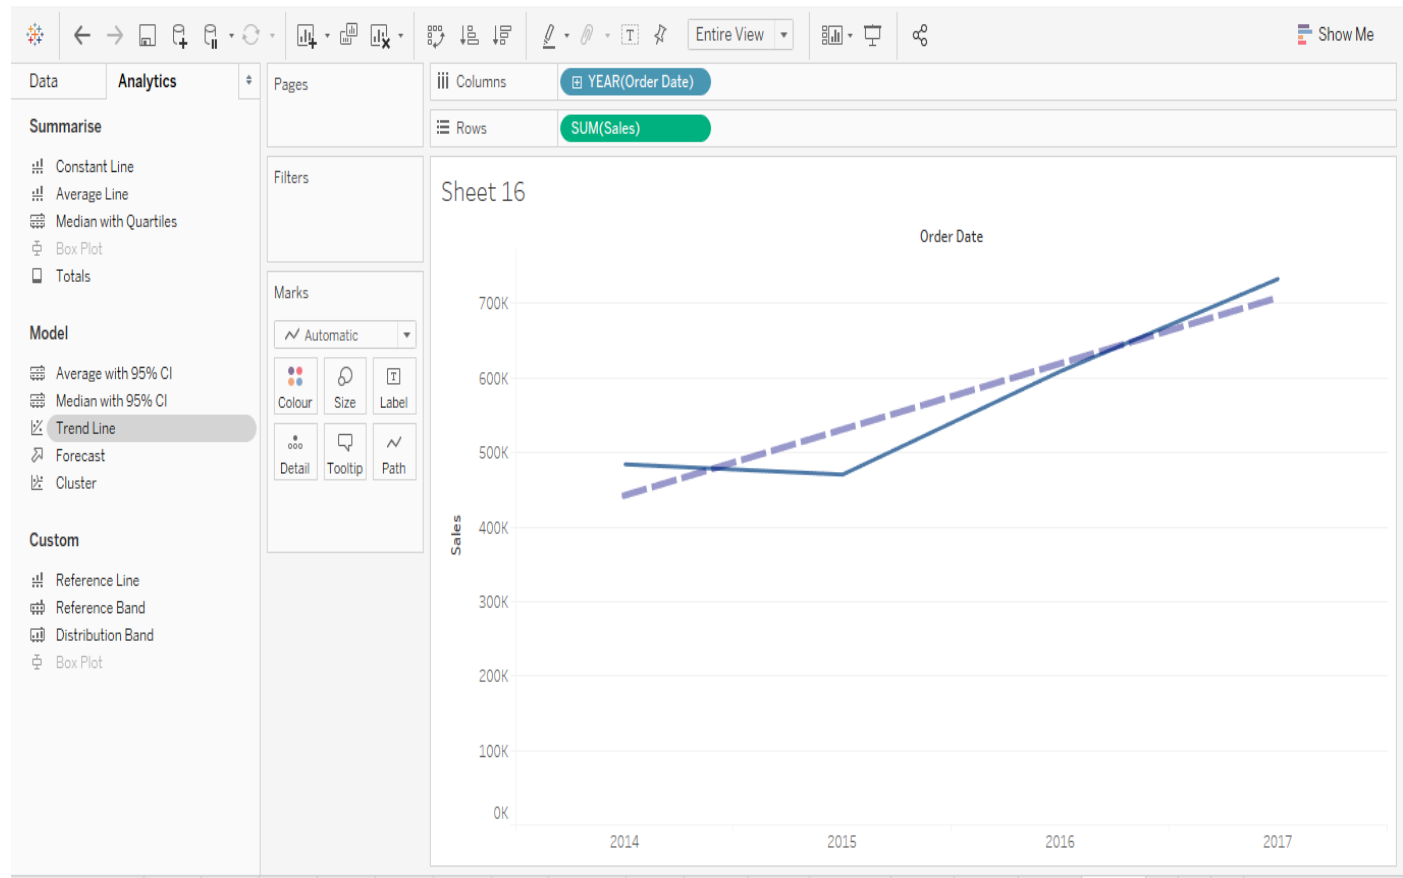 Entire View
Show Me
Data
Analytics
Summarise
Constant Line
Average Line
Median with Quartiles
Box Plot
Totals
Model
Average with 95% CI
Median with 95% CI
Trend Line
Forecast
Cluster
Custom
Reference Line
Reference Band
Distribution Band
Box Plot
Pages
Filters
Marks
Automatic
Colour
Size
T
Label
Detail
Tooltip
Path
Columns
YEAR(Order Date)
Rows
SUM(Sales)
Sheet 16
Order Date
Sales
700K
600K
500K
400K
300K
200K
100K
0K
2014
2015
2016
2017